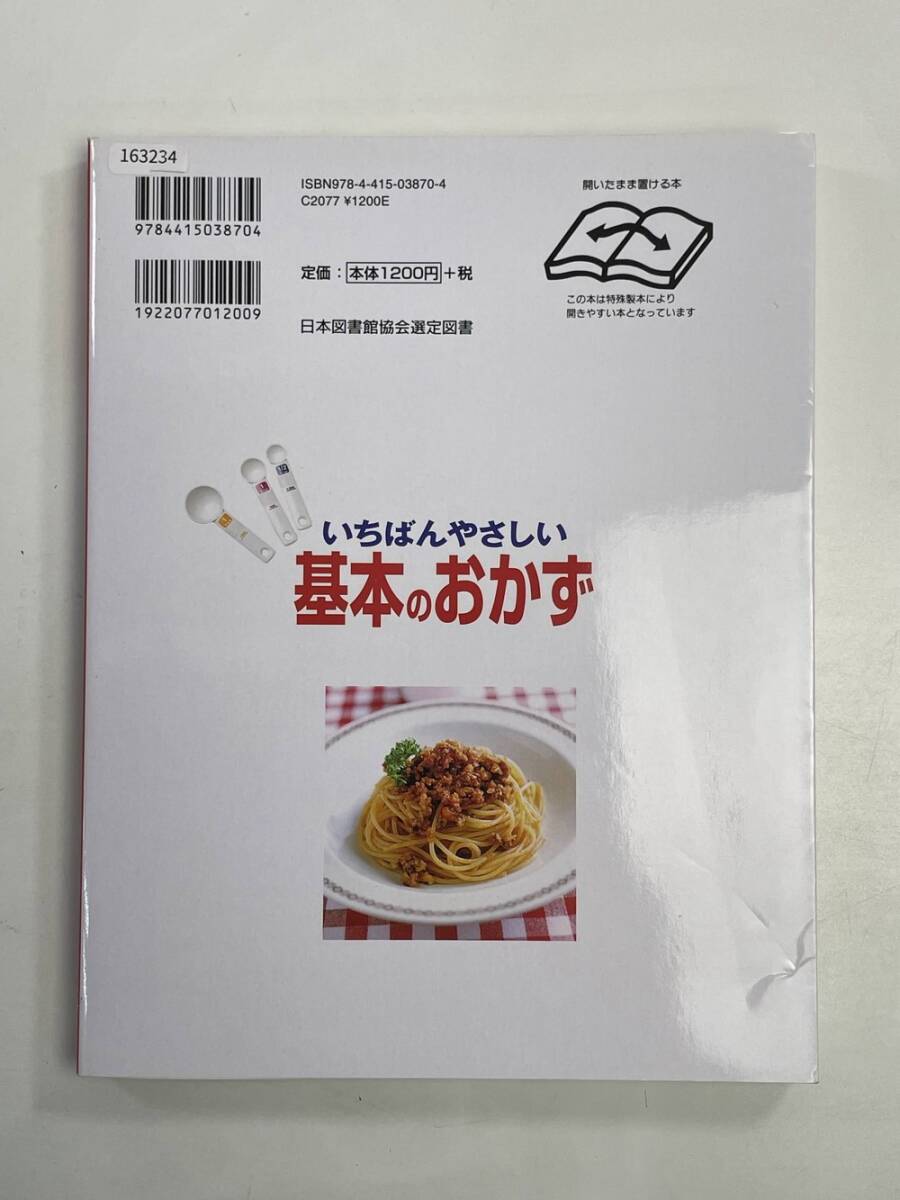 163234
ISBN978-4-415-03870-4
C2077 ¥1200E
9784415038704
定価：本体1200円＋税
1922077012009
日本図書館協会選定図書
開いたまま置ける本
この本は特殊製本により
開きやすい本となっています
いちばんやさしい
基本のおかず